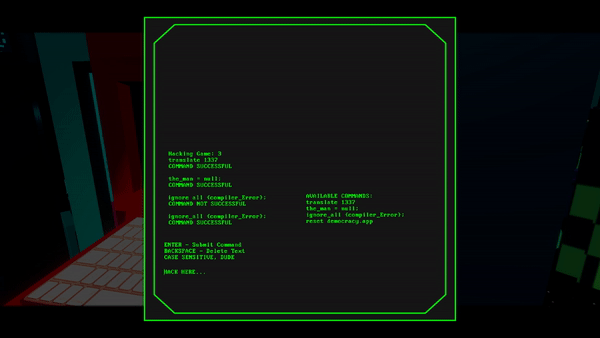 Hacking Game: 3
translate 1337
COMMAND SUCCESSFUL
the_man = null;
COMMAND SUCCESSFUL
ignore all (compiler_Error);
COMMAND NOT SUCCESSFUL
ignore_all (compiler_Error);
COMMAND SUCCESSFUL
AVAILABLE COMMANDS:
translate 1337
the_man = null;
ignore_all (compiler_Error);
reset democracy.app
ENTER - Submit Command
BACKSPACE - Delete Text
CASE SENSITIVE, DUDE
HACK HERE...